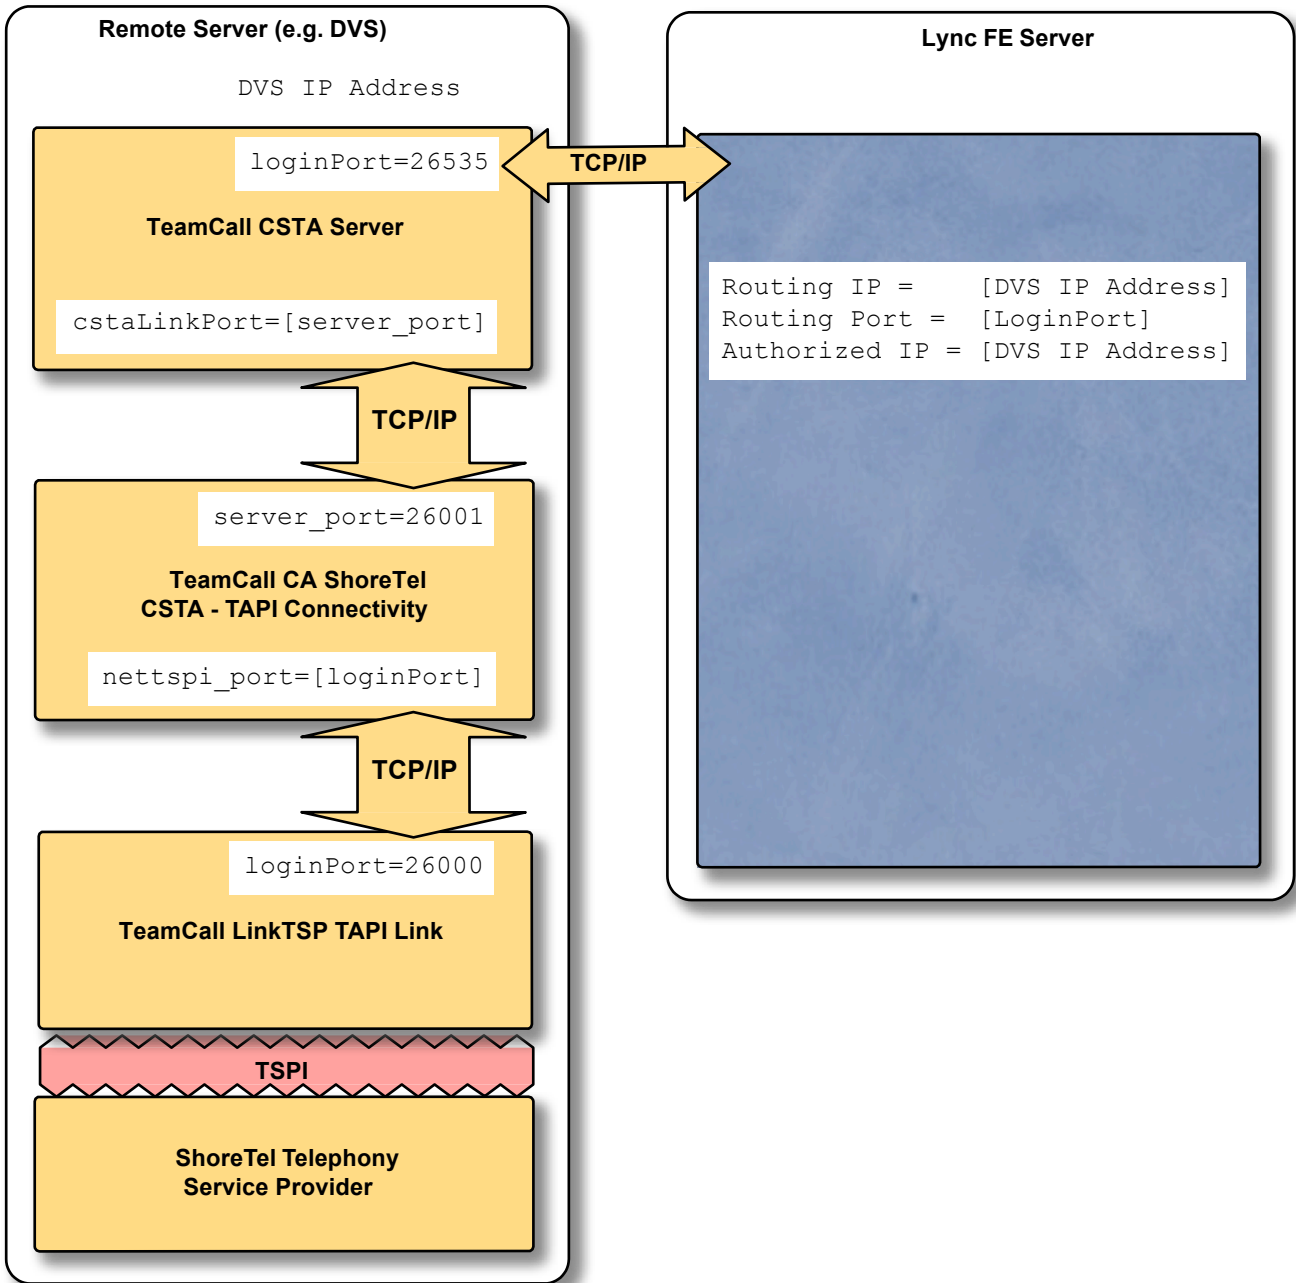 Remote Server (e.g. DVS)
DVS IP Address
loginPort=26535
TeamCall CSTA Server
cstaLinkPort=[server_port]
TCP/IP
server_port=26001
TeamCall CA ShoreTel
CSTA - TAPI Connectivity
nettspi_port=[loginPort]
TCP/IP
loginPort=26000
TeamCall LinkTSP TAPI Link
TSPI
ShoreTel Telephony
Service Provider
TCP/IP
Lync FE Server
Routing IP = [DVS IP Address]
Routing Port = [LoginPort]
Authorized IP = [DVS IP Address]